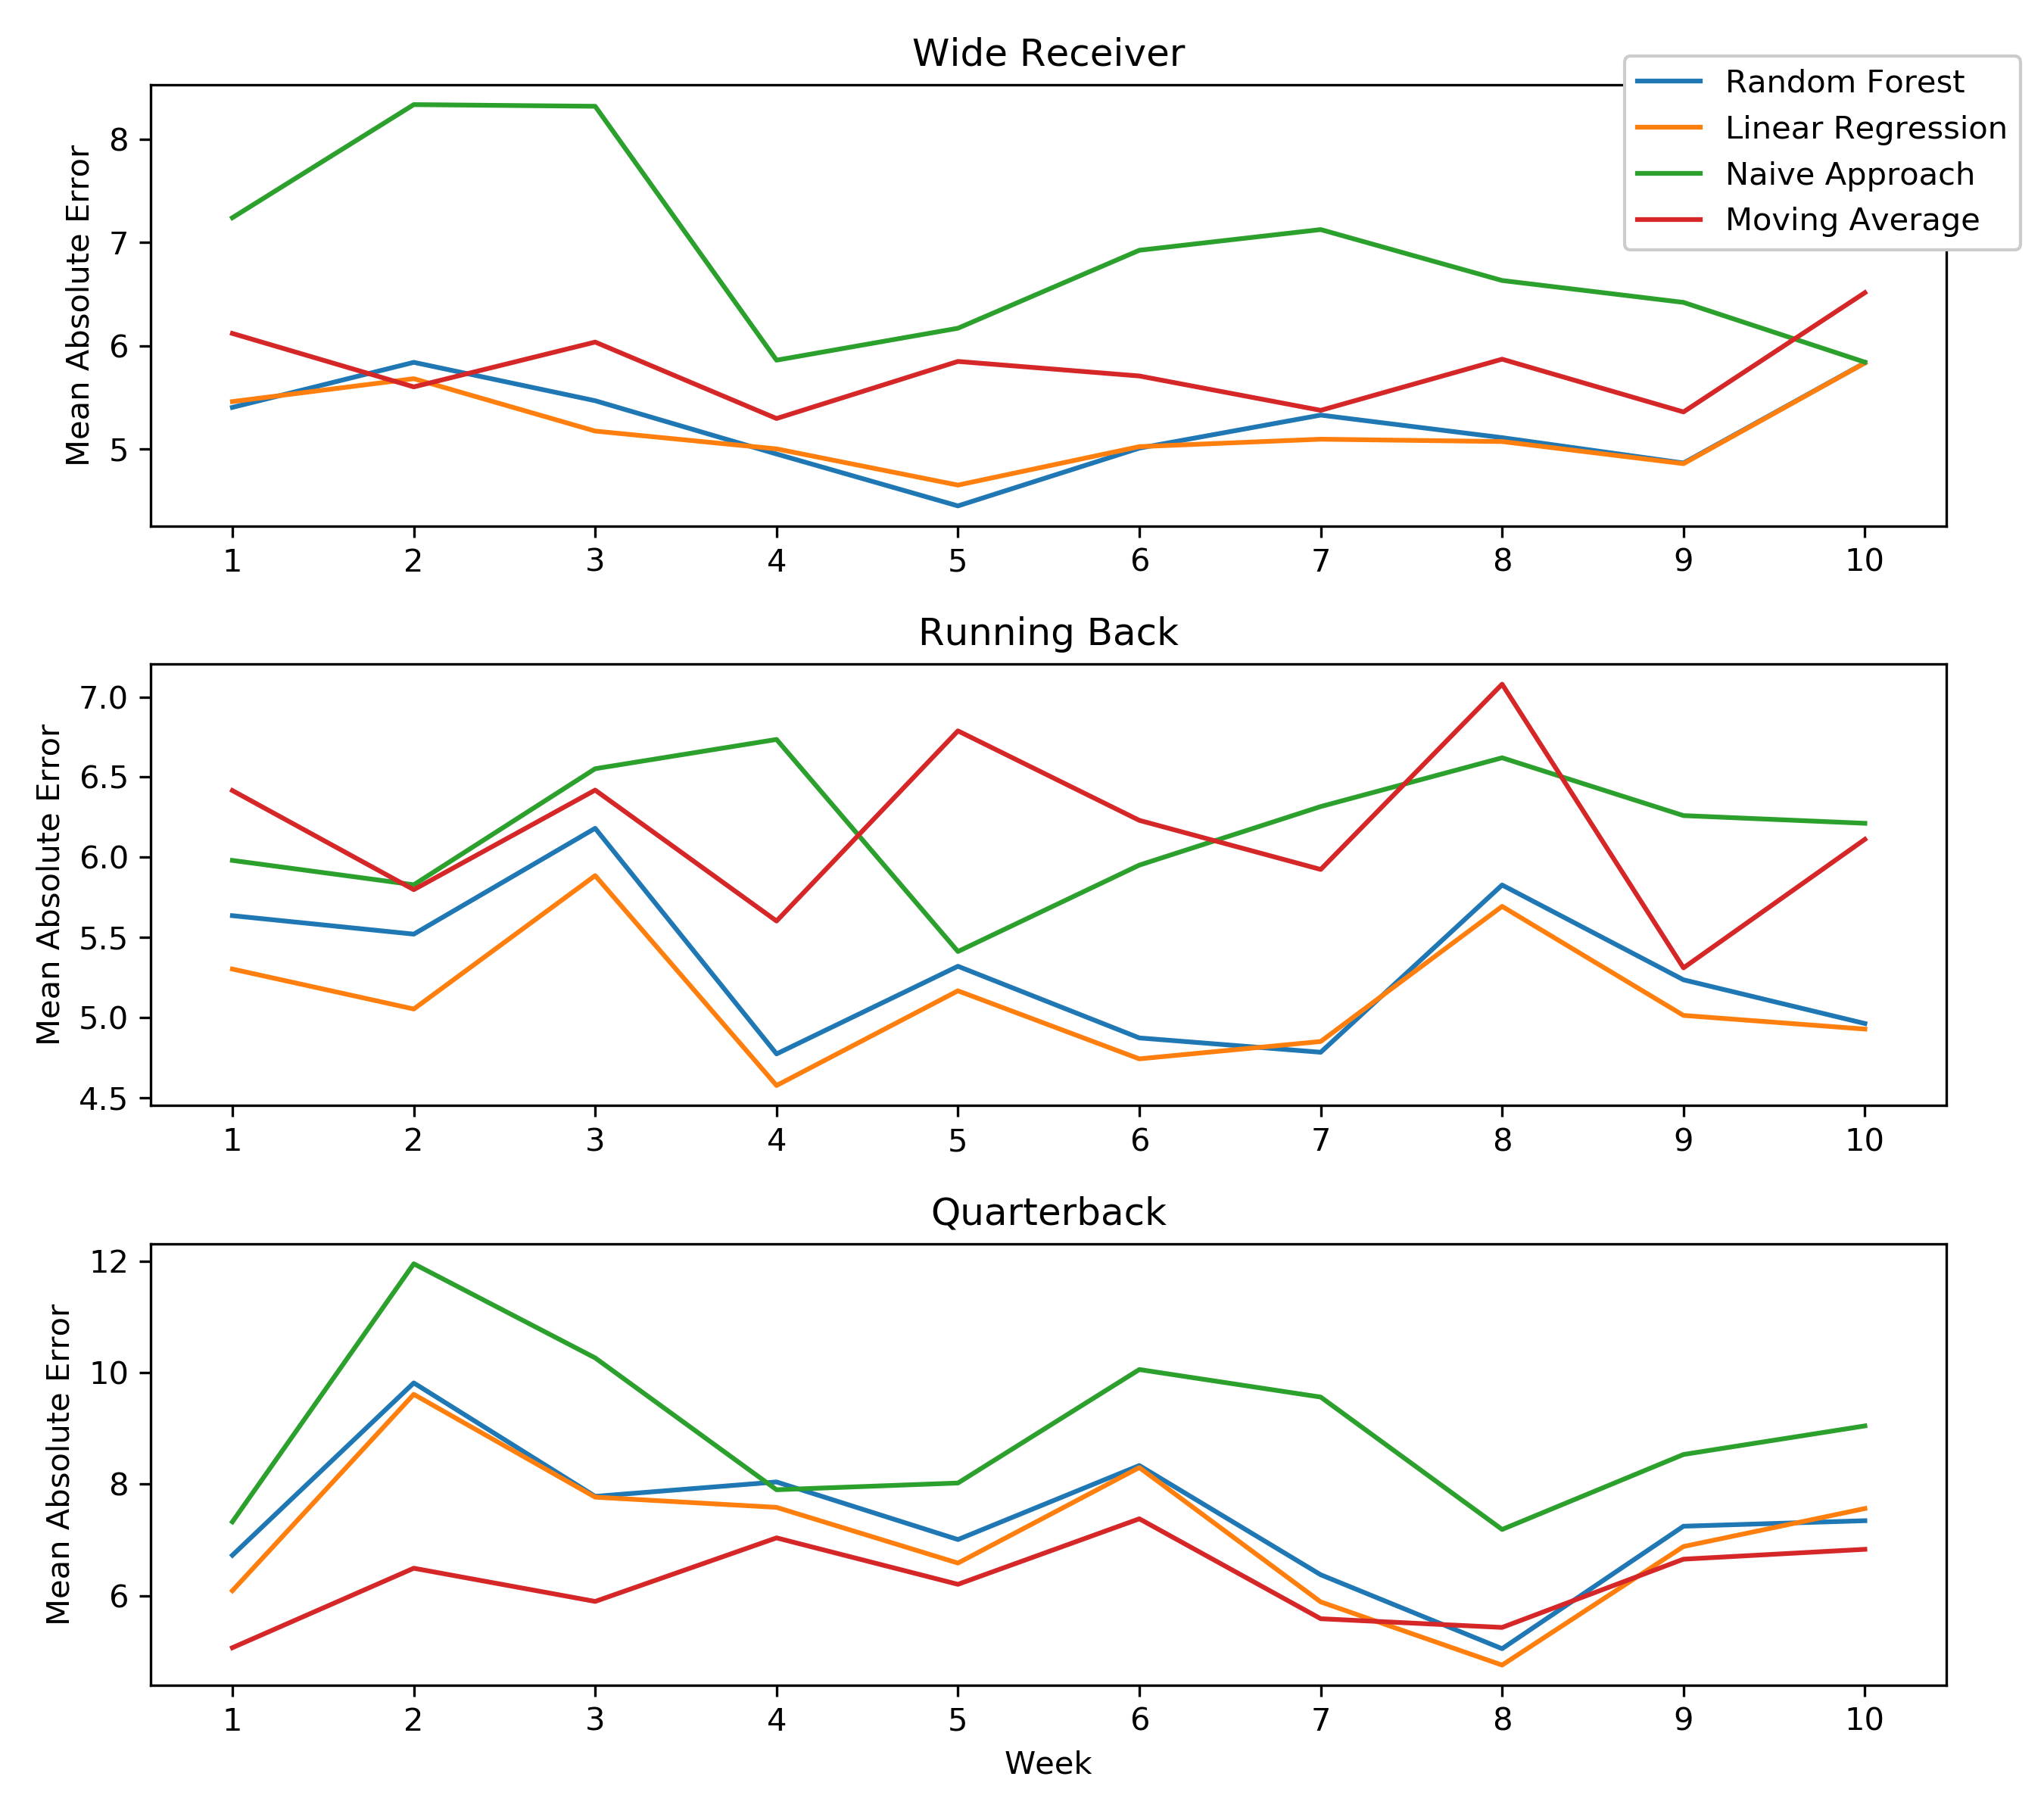 Wide Receiver
Random Forest
Linear Regression
Naive Approach
Moving Average
Mean Absolute Error
8
7
6
5
1 2 3 4 5 6 7 8 9 10
Running Back
Mean Absolute Error
7.0
6.5
6.0
5.5
5.0
4.5
1 2 3 4 5 6 7 8 9 10
Quarterback
Mean Absolute Error
12
10
8
6
1 2 3 4 5 6 7 8 9 10
Week